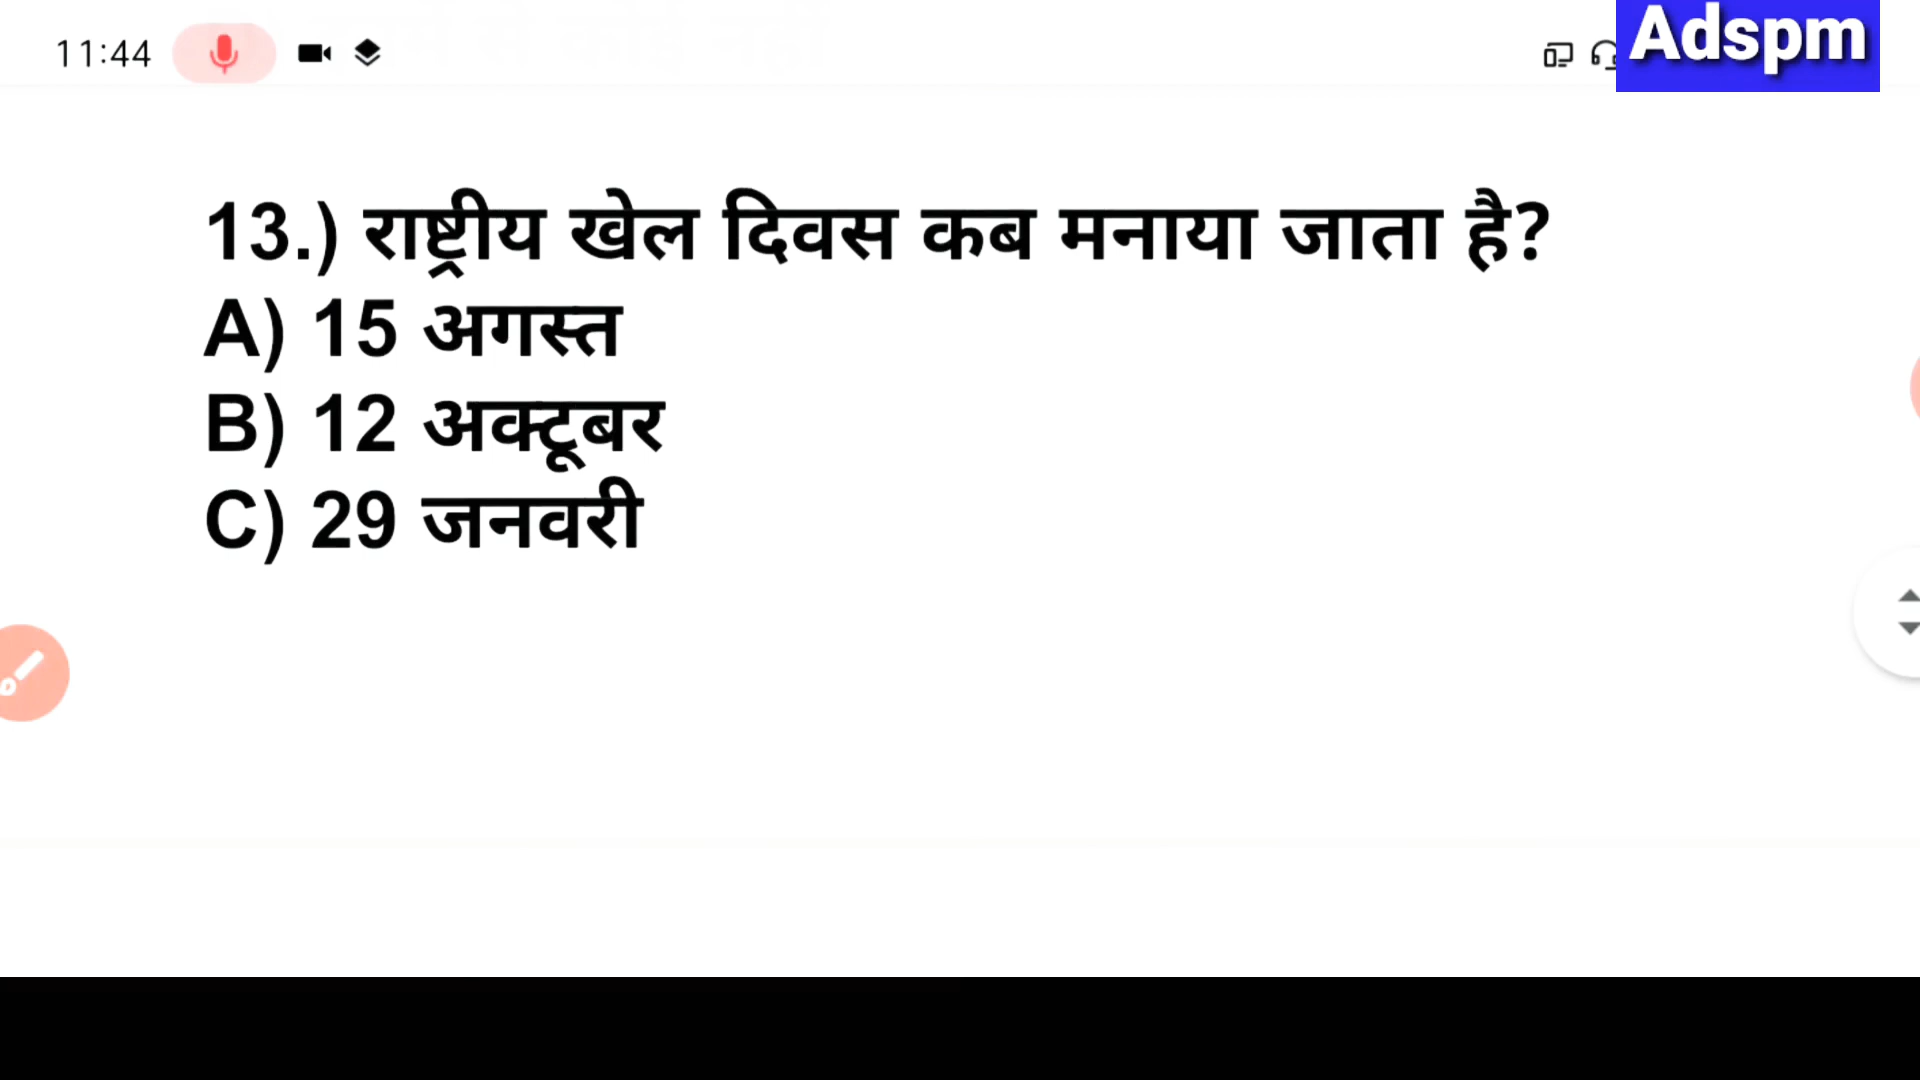 11:44
Adspm
13.) राष्ट्रीय खेल दिवस कब मनाया जाता है?
A) 15 अगस्त
B) 12 अक्टूबर
C) 29 जनवरी